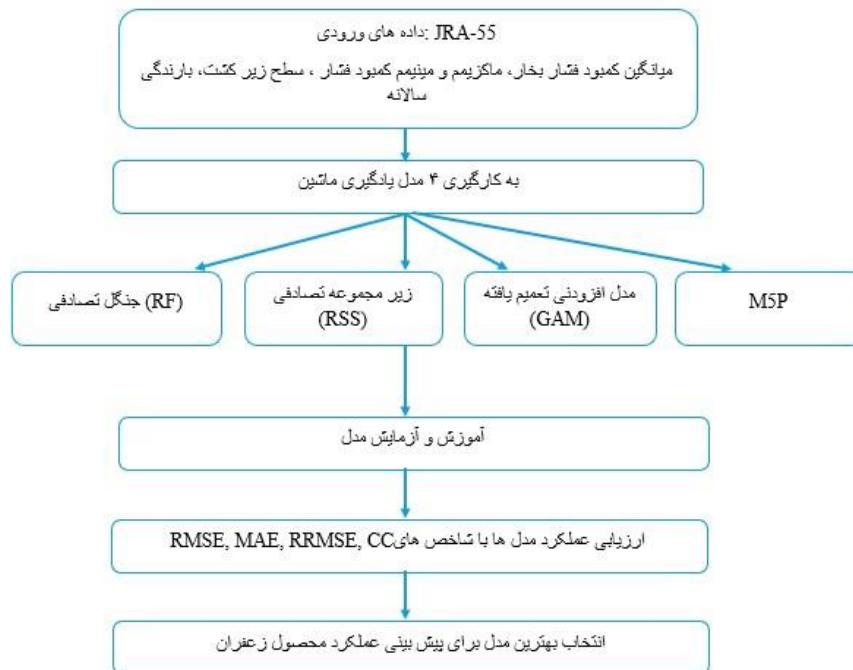 داده های ورودی: JRA-55
میانگین کمبود فشار بخار، ماکزیمم و مینیمم کمبود فشار ، سطح زیر کشت، بارندگی
سالانه
به کارگیری ۴ مدل یادگیری ماشین
جنگل تصادفی (RF)
زیر مجموعه تصادفی
(RSS)
مدل افزودنی تعمیم یافته
(GAM)
M5P
آموزش و آزمایش مدل
ارزیابی عملکرد مدل ها با شاخص هایRMSE, MAE, RRMSE, CC
انتخاب بهترین مدل برای پیش بینی عملکرد محصول زعفران